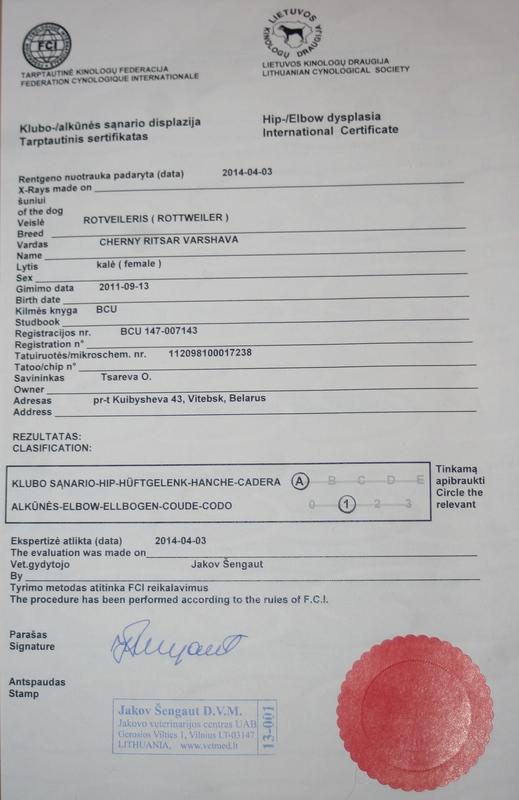 FCI
TARPTAUTINĖ KINOLOGŲ FEDERACIJA
FEDERATION CYNOLOGIQUE INTERNATIONALE
LIETUVOS
KINOLOGŲ DRAUGIJA
LIETUVOS KINOLOGŲ DRAUGIJA
LITHUANIAN CYNOLOGICAL SOCIETY
Klubo-/alkūnės sąnario displazija
Tarptautinis sertifikatas
Hip-/Elbow dysplasia
International Certificate
Rentgeno nuotrauka padaryta (data) 2014-04-03
X-Rays made on
šuniui
of the dog
Veislė ROTVEILERIS ( ROTTWEILER )
Breed
Vardas CHERNY RITSAR VARSHAVA
Name
Lytis kalė ( female )
Sex
Gimimo data 2011-09-13
Birth date
Kilmės knyga BCU
Studbook
Registracijos nr. BCU 147-007143
Registration n°
Tatuiruotės/mikroschem. nr. 112098100017238
Tatoo/chip n°
Savininkas Tsareva O.
Owner
Adresas pr-t Kuibysheva 43, Vitebsk, Belarus
Address
REZULTATAS:
CLASIFICATION:
KLUBO SĄNARIO-HIP-HÜFTGELENK-HANCHE-CADERA A B C D E
ALKŪNĖS-ELBOW-ELLBOGEN-COUDE-CODO 0 1 2 3
Tinkamą
apibraukti
Circle the
relevant
Ekspertizė atlikta (data) 2014-04-03
The evaluation was made on
Vet.gydytojo Jakov Šengaut
By
Tyrimo metodas atitinka FCI reikalavimus
The procedure has been performed according to the rules of F.C.I.
Parašas
Signature
Antspaudas
Stamp
Jakov Šengaut D.V.M.
Jakovo veterinarijos centras UAB
Gerosios Vilties 1, Vilnius LT-03147
LITHUANIA, www.vetmed.lt
13-001